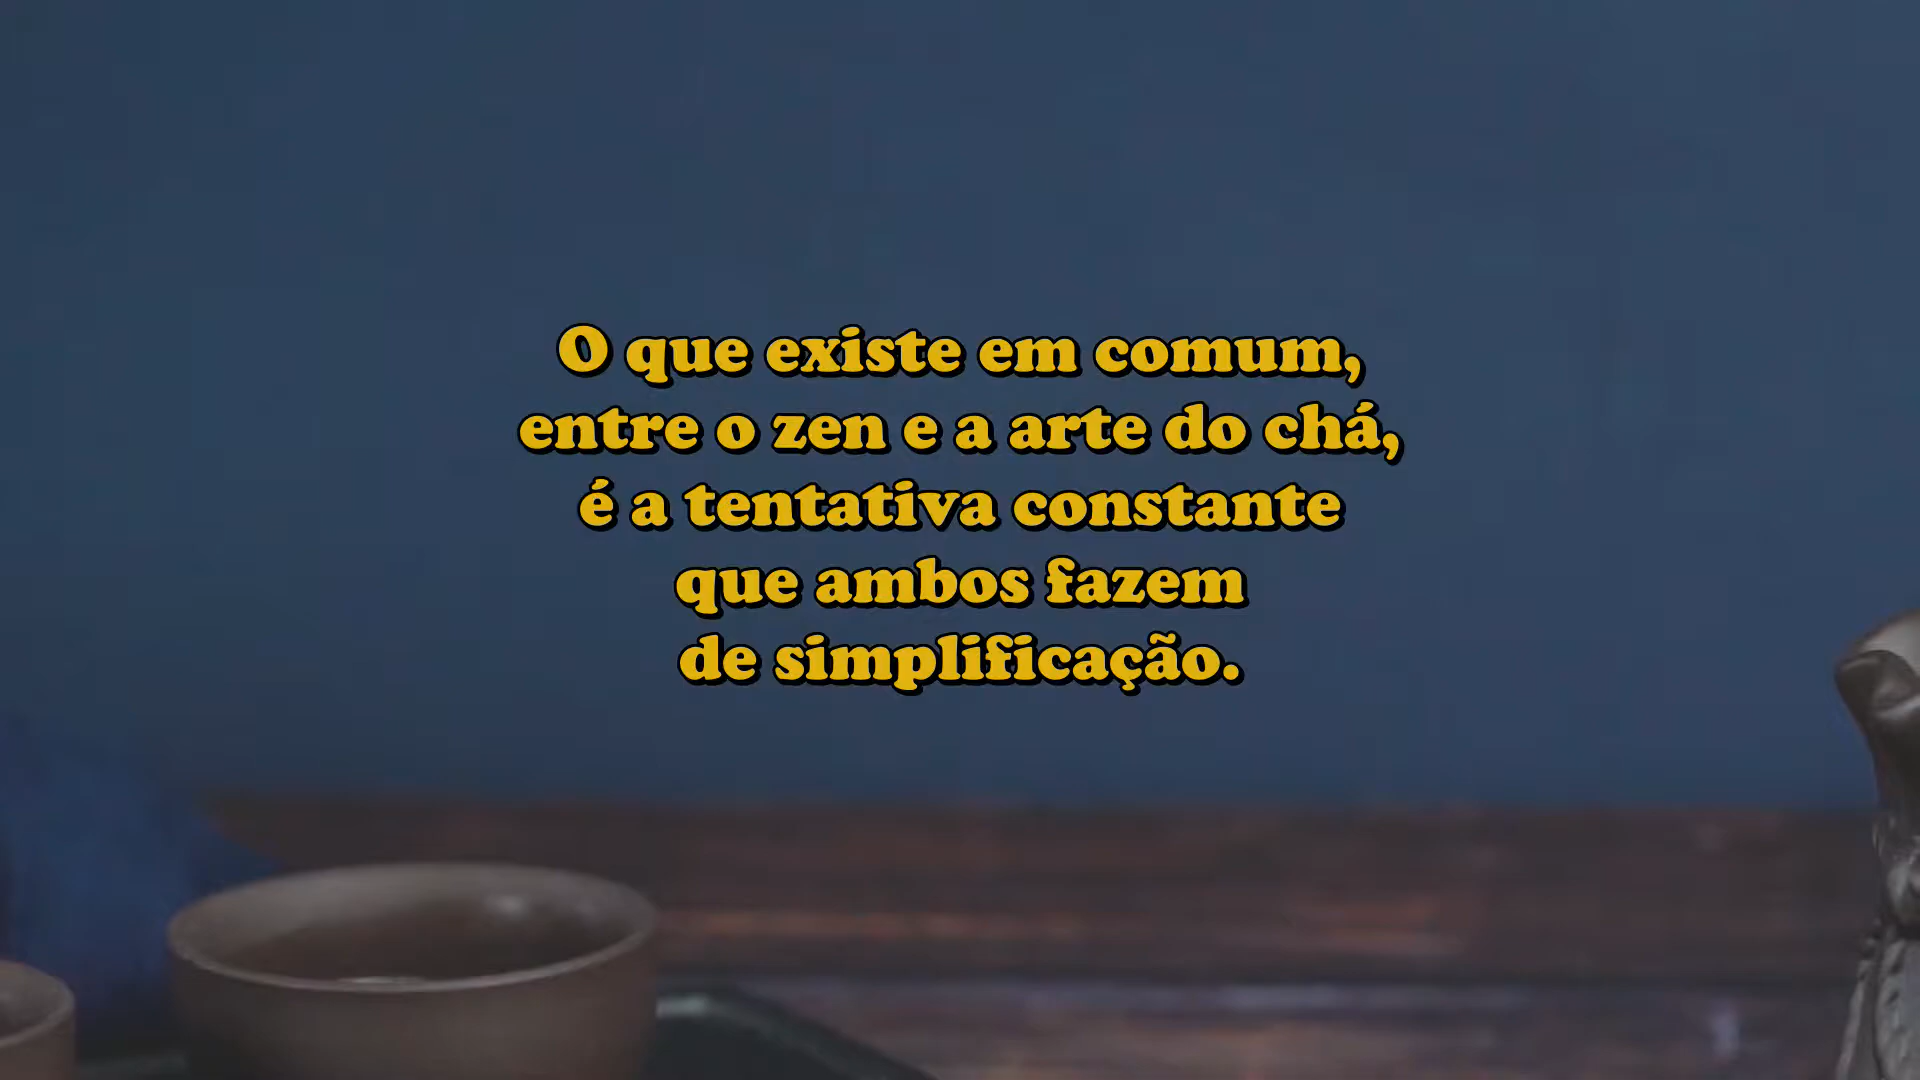 O que existe em comum,
entre o zen e a arte do chá,
é a tentativa constante
que ambos fazem
de simplificação.